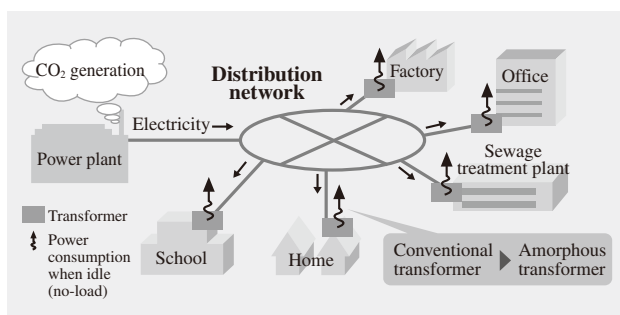 CO₂ generation
Distribution
network
Factory
Office
Electricity
Power plant
Sewage
treatment plant
Transformer
Power
consumption
when idle
(no-load)
School
Home
Conventional
transformer
Amorphous
transformer